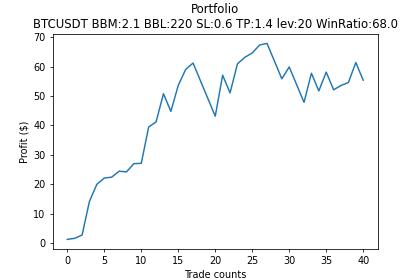 Portfolio
BTCUSDT BBM:2.1 BBL:220 SL:0.6 TP:1.4 lev:20 WinRatio:68.0
70
60
50
40
30
20
10
0
Profit ($)
0 5 10 15 20 25 30 35 40
Trade counts